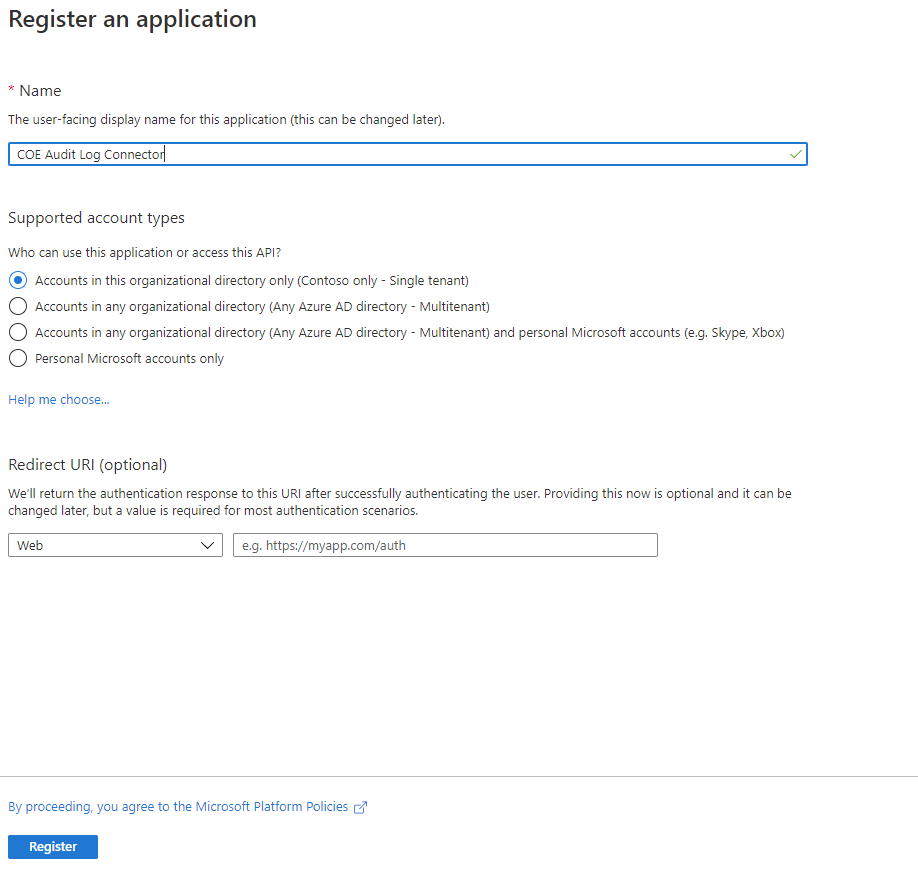 Register an application
* Name
The user-facing display name for this application (this can be changed later).
COE Audit Log Connector
Supported account types
Who can use this application or access this API?
Accounts in this organizational directory only (Contoso only - Single tenant)
Accounts in any organizational directory (Any Azure AD directory - Multitenant)
Accounts in any organizational directory (Any Azure AD directory - Multitenant) and personal Microsoft accounts (e.g. Skype, Xbox)
Personal Microsoft accounts only
Help me choose...
Redirect URI (optional)
We'll return the authentication response to this URI after successfully authenticating the user. Providing this now is optional and it can be
changed later, but a value is required for most authentication scenarios.
Web
e.g. https://myapp.com/auth
By proceeding, you agree to the Microsoft Platform Policies
Register